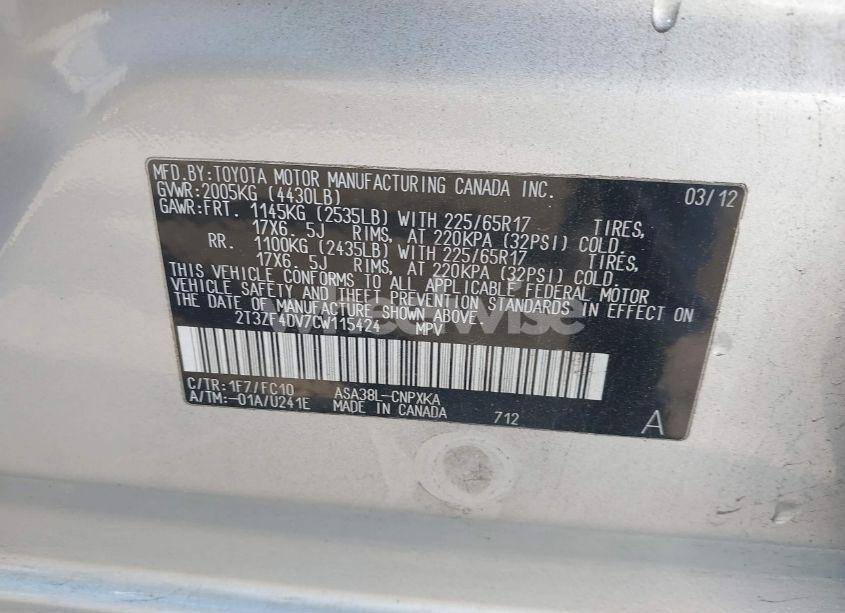 MFD.BY:TOYOTA MOTOR MANUFACTURING CANADA INC. 03/12
GVWR:2005KG (4430LB)
GAWR:FRT. 1145KG (2535LB) WITH 225/65R17 TIRES,
17X6. 5J RIMS, AT 220KPA (32PSI) COLD.
RR. 1100KG (2435LB) WITH 225/65R17 TIRES,
17X6. 5J RIMS, AT 220KPA (32PSI) COLD.
THIS VEHICLE CONFORMS TO ALL APPLICABLE FEDERAL MOTOR
VEHICLE SAFETY AND THEFT PREVENTION STANDARDS IN EFFECT ON
THE DATE OF MANUFACTURE SHOWN ABOVE.
2T3ZF4DV7CW115424 MPV
C/TR:1F7/FC10 ASA38L-CNPXKA
A/TM:-01A/U241E MADE IN CANADA 712 A